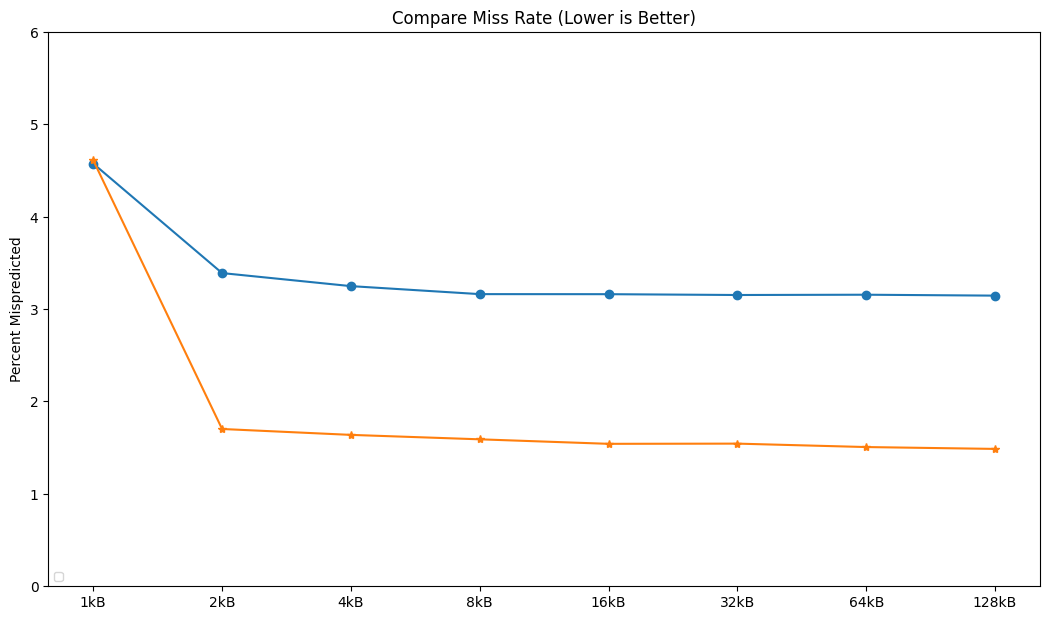 Compare Miss Rate (Lower is Better)
6
5
4
3
2
1
0
Percent Mispredicted
1kB 2kB 4kB 8kB 16kB 32kB 64kB 128kB